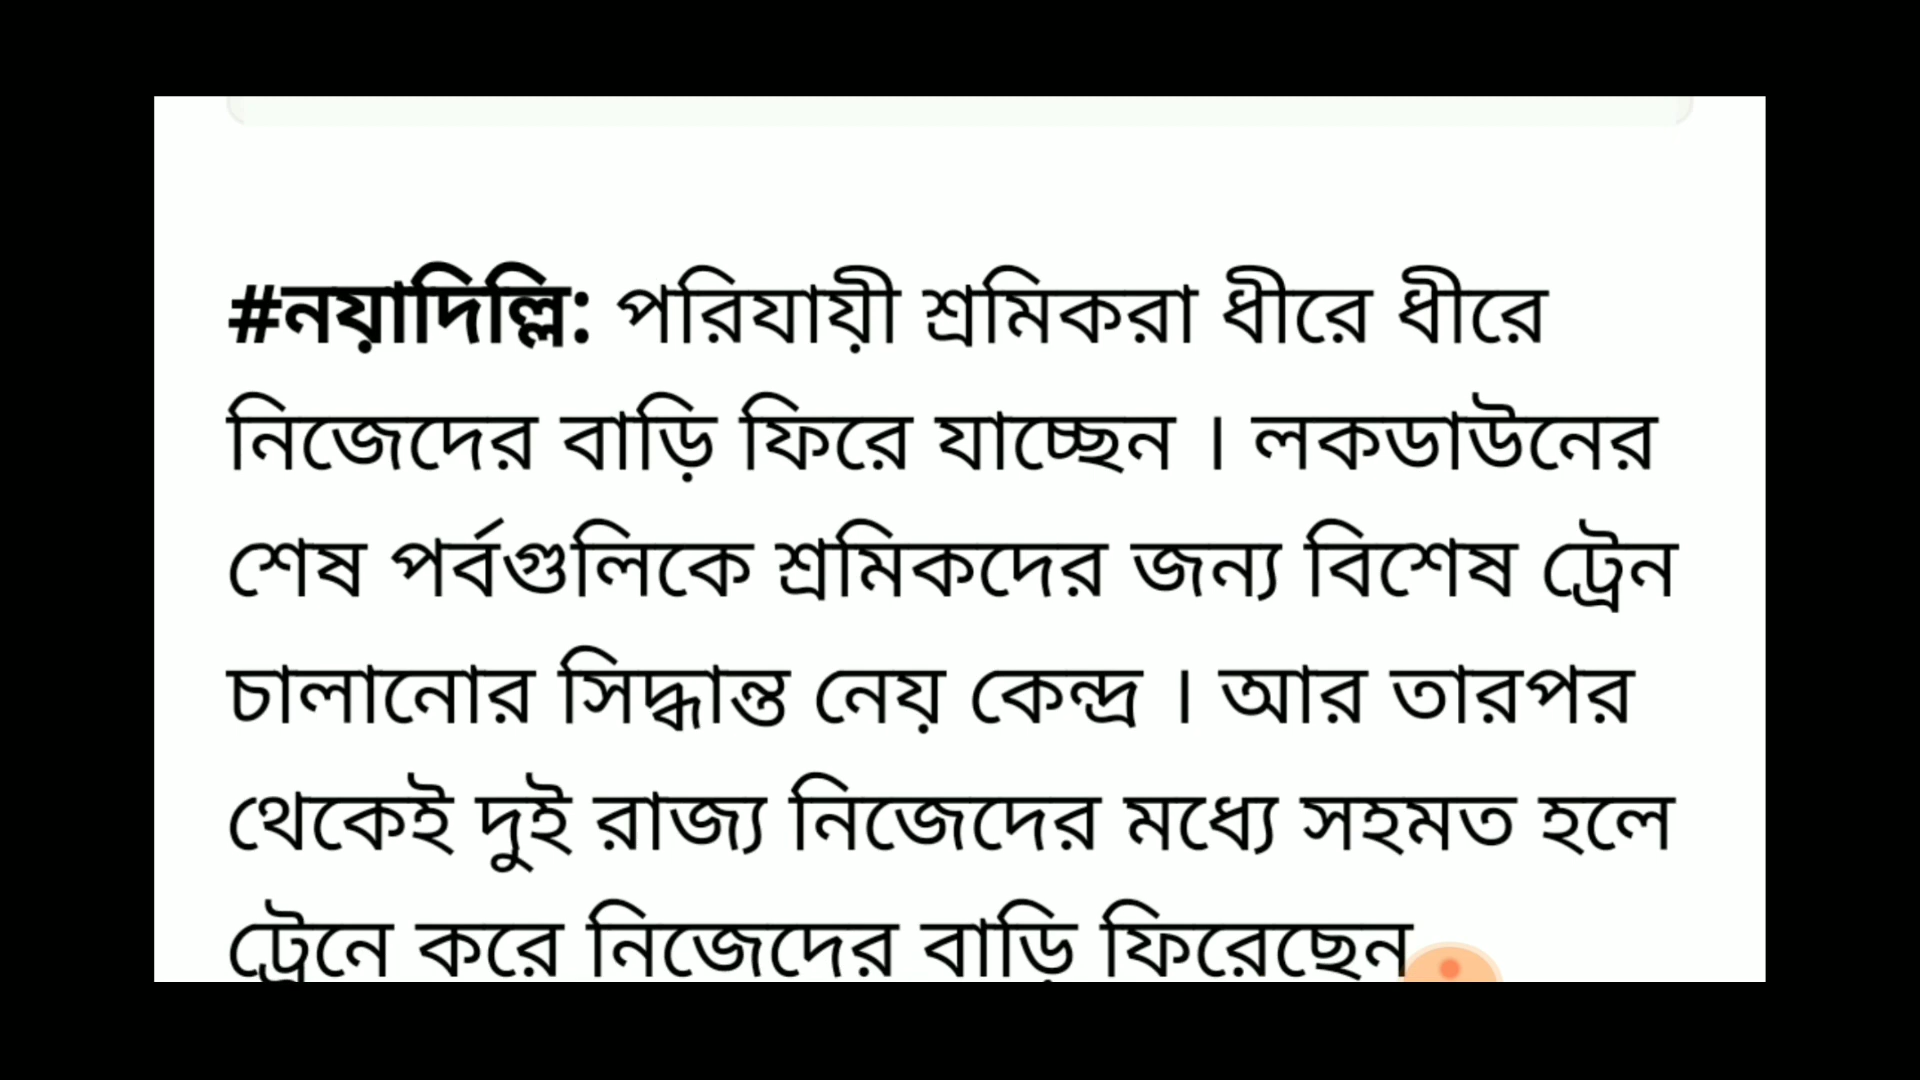 #নয়াদিল্লি: পরিযায়ী শ্রমিকরা ধীরে ধীরে
নিজেদের বাড়ি ফিরে যাচ্ছেন । লকডাউনের
শেষ পর্বগুলিকে শ্রমিকদের জন্য বিশেষ ট্রেন
চালানোর সিদ্ধান্ত নেয় কেন্দ্র । আর তারপর
থেকেই দুই রাজ্য নিজেদের মধ্যে সহমত হলে
ট্রেনে করে নিজেদের বাড়ি ফিরেছেন